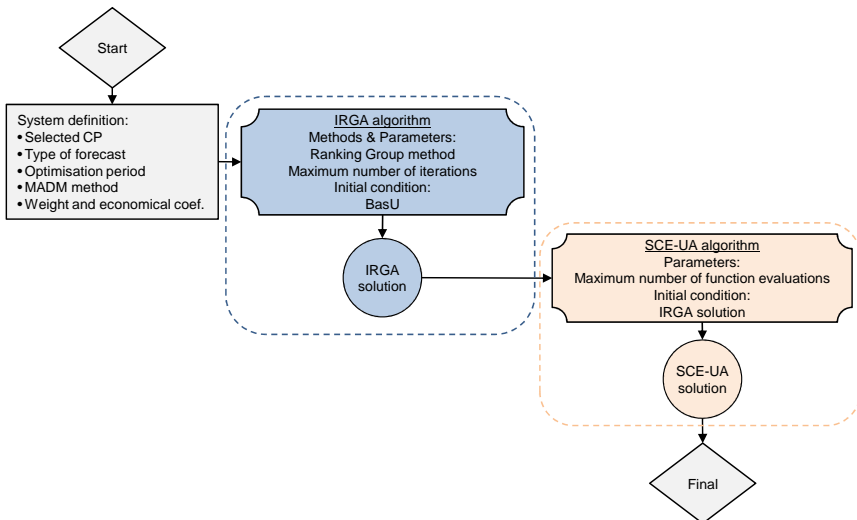 Start
System definition:
•Selected CP
•Type of forecast
•Optimisation period
•MADM method
•Weight and economical coef.
IRGA algorithm
Methods & Parameters:
Ranking Group method
Maximum number of iterations
Initial condition:
BasU
IRGA
solution
SCE-UA algorithm
Parameters:
Maximum number of function evaluations
Initial condition:
IRGA solution
SCE-UA
solution
Final